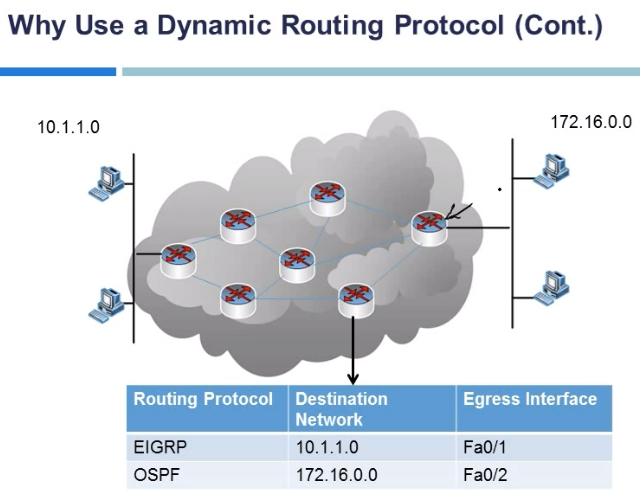 Why Use a Dynamic Routing Protocol (Cont.)
10.1.1.0
172.16.0.0
Routing Protocol Destination Network Egress Interface
EIGRP 10.1.1.0 Fa0/1
OSPF 172.16.0.0 Fa0/2